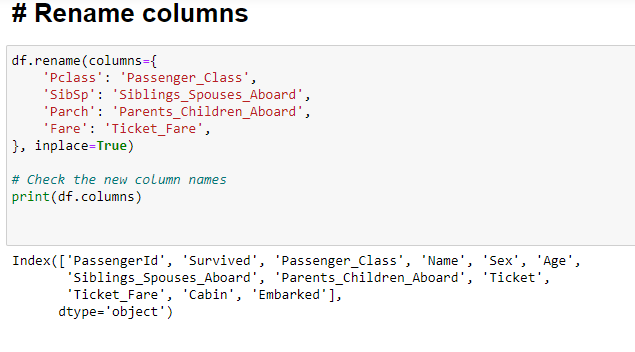 # Rename columns
df.rename(columns={
    'Pclass': 'Passenger_Class',
    'SibSp': 'Siblings_Spouses_Aboard',
    'Parch': 'Parents_Children_Aboard',
    'Fare': 'Ticket_Fare',
}, inplace=True)
# Check the new column names
print(df.columns)
Index(['PassengerId', 'Survived', 'Passenger_Class', 'Name', 'Sex', 'Age',
       'Siblings_Spouses_Aboard', 'Parents_Children_Aboard', 'Ticket',
       'Ticket_Fare', 'Cabin', 'Embarked'],
      dtype='object')